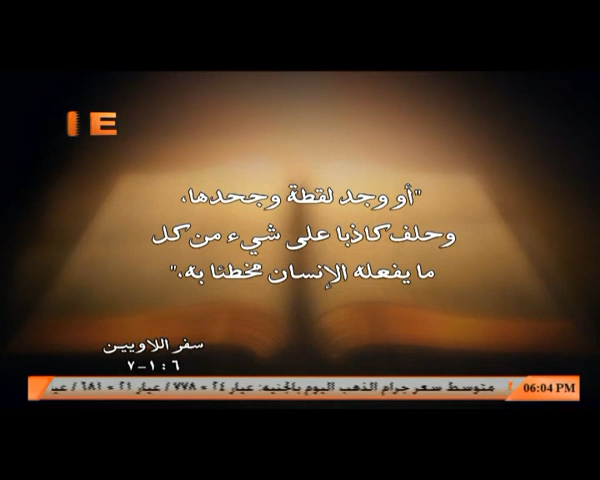 IE
"أو وجد لقطة وجحدها،
وحلف كاذبا على شيء من كل
ما يفعله الإنسان مخطئا به،"
سفر اللاويين
٦ : ١-٧
متوسط سعر جرام الذهب اليوم بالجنيه: عيار ٢٤ = ٧٧٨ / عيار ٢١ = ٦٨١ /
06:04 PM